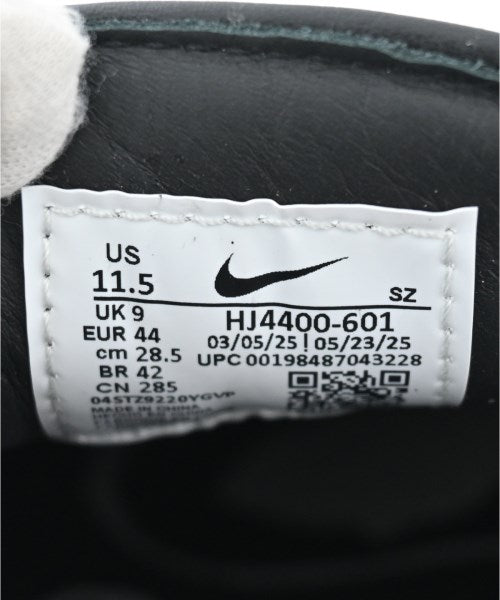 US
11.5
SZ
UK 9
HJ4400-601
EUR 44
03/05/25 | 05/23/25
cm 28.5
UPC 00198487043228
BR 42
CN 285
04STZ9220YGVP
MADE IN CHINA